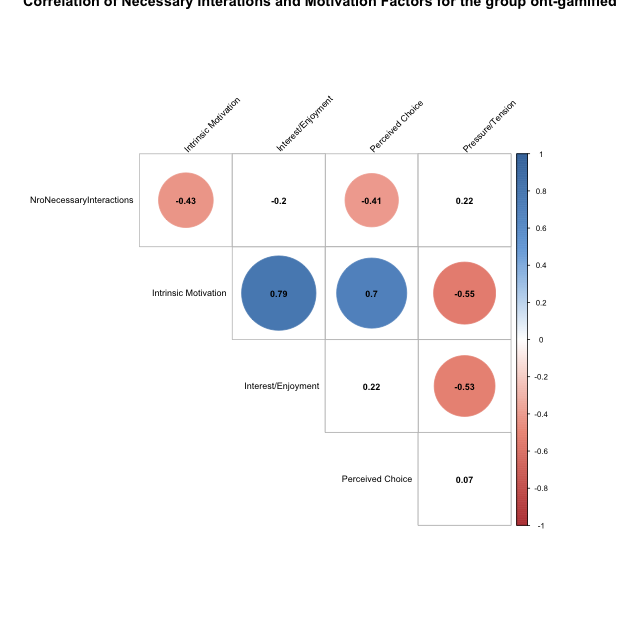 Correlation of Necessary Interations and Motivation Factors for the group ont-gamified
Intrinsic Motivation
Interest/Enjoyment
Perceived Choice
Pressure/Tension
NroNecessaryInteractions -0.43 -0.2 -0.41 0.22
Intrinsic Motivation 0.79 0.7 -0.55
Interest/Enjoyment 0.22 -0.53
Perceived Choice 0.07
1
0.8
0.6
0.4
0.2
0
-0.2
-0.4
-0.6
-0.8
-1